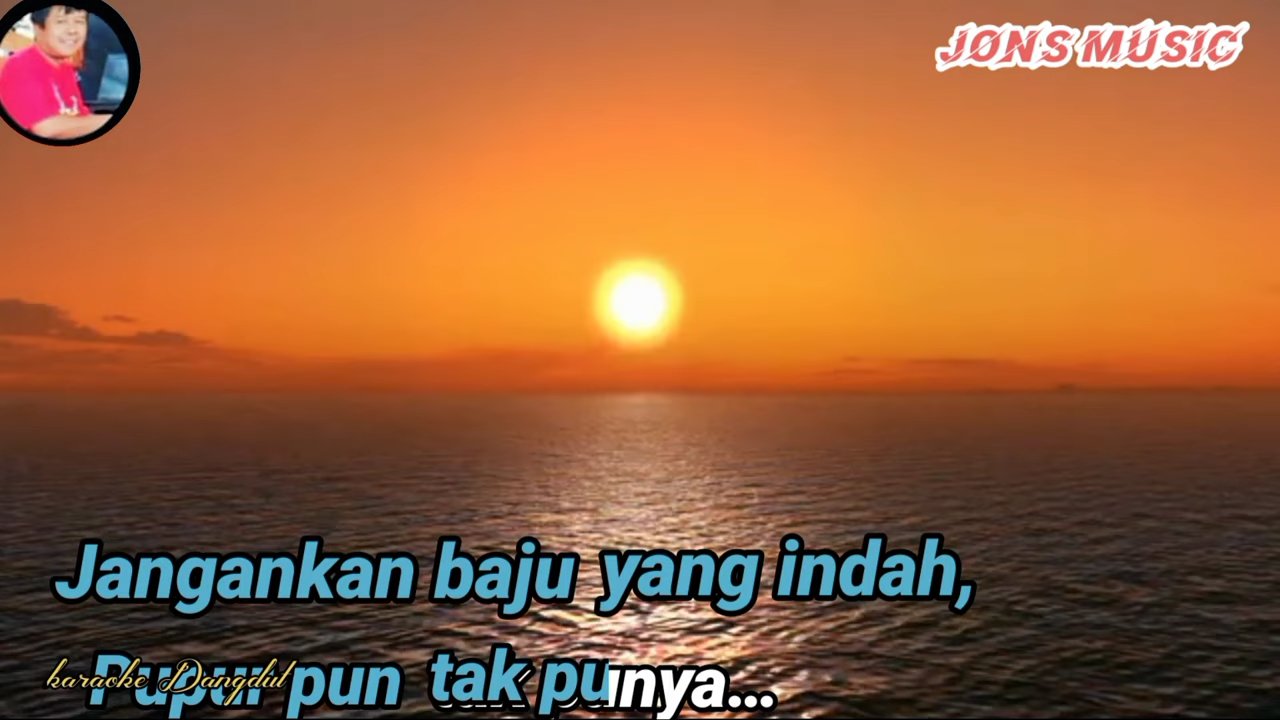 JONS MUSIC
Jangankan baju yang indah,
Pupur pun tak punya...
karaoke Dangdut